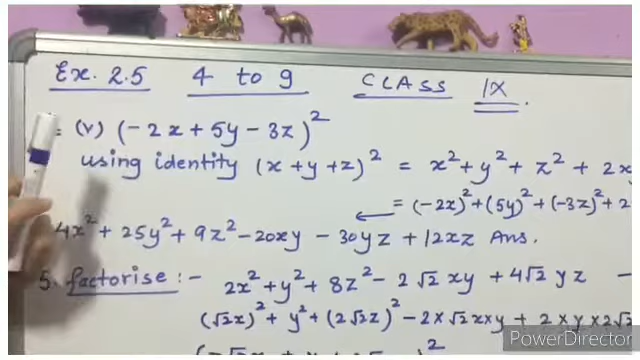 Ex. 2.5 4 to 9 CLASS IX.
(v) (-2x + 5y - 3z)²
using identity (x + y + z)² = x² + y² + z² + 2x
= (-2x)² + (5y)² + (-3z)² + 2
4x² + 25y² + 9z² - 20xy - 30yz + 12xz Ans.
5. factorise :- 2x² + y² + 8z² - 2√2 xy + 4√2 yz -
(√2x)² + y² + (2√2z)² - 2×√2x×y + 2×y×2√2
PowerDirector